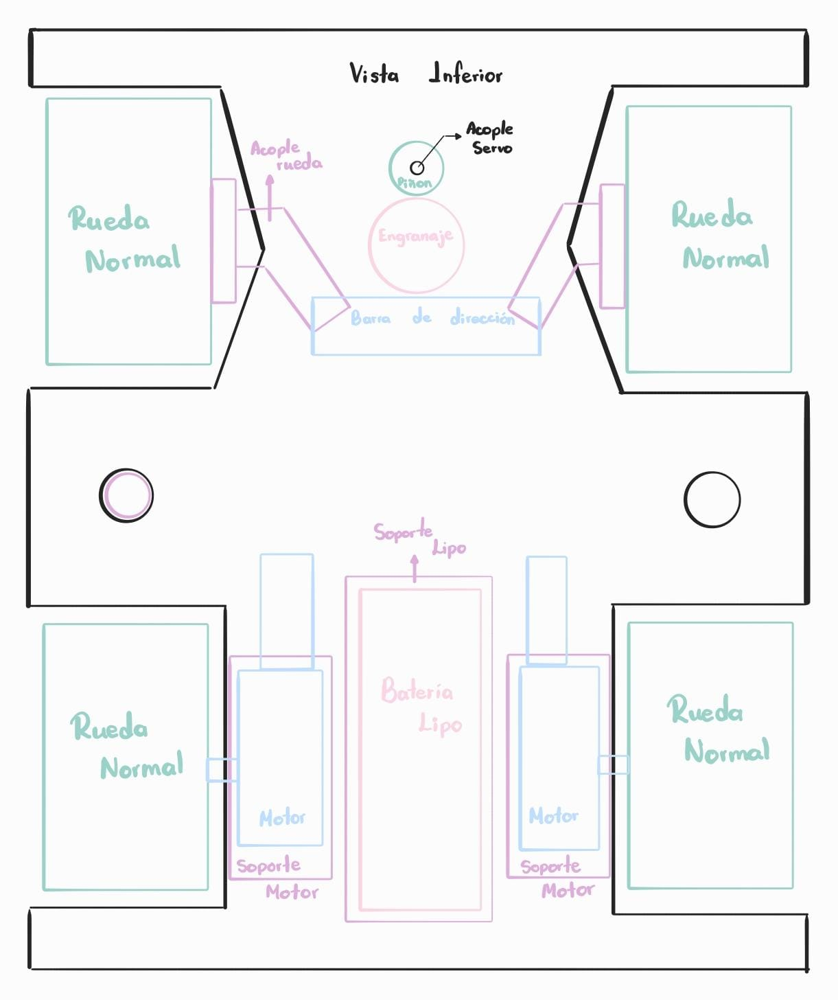 Vista Inferior
Acople
Servo
Acople
rueda
Piñon
Rueda
Normal
Engranaje
Rueda
Normal
Barra de dirección
Soporte
Lipo
Rueda
Normal
Batería
Lipo
Rueda
Normal
Motor
Motor
Soporte
Motor
Soporte
Motor